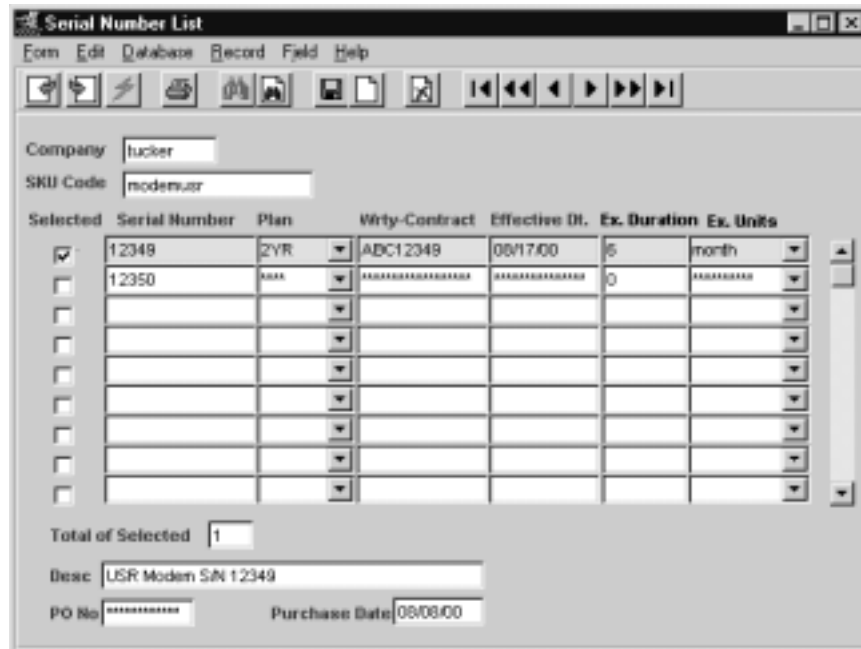 Serial Number List
Form Edit Database Record Field Help
Company tucker
SKU Code modemusr
Selected Serial Number Plan Wrty-Contract Effective Dt. Ex. Duration Ex. Units
12349 2YR ABC12349 08/17/00 6 month
12350 **** ****************** *************** 0 **********
Total of Selected 1
Desc USR Modem S/N 12349
PO No ************ Purchase Date 08/08/00